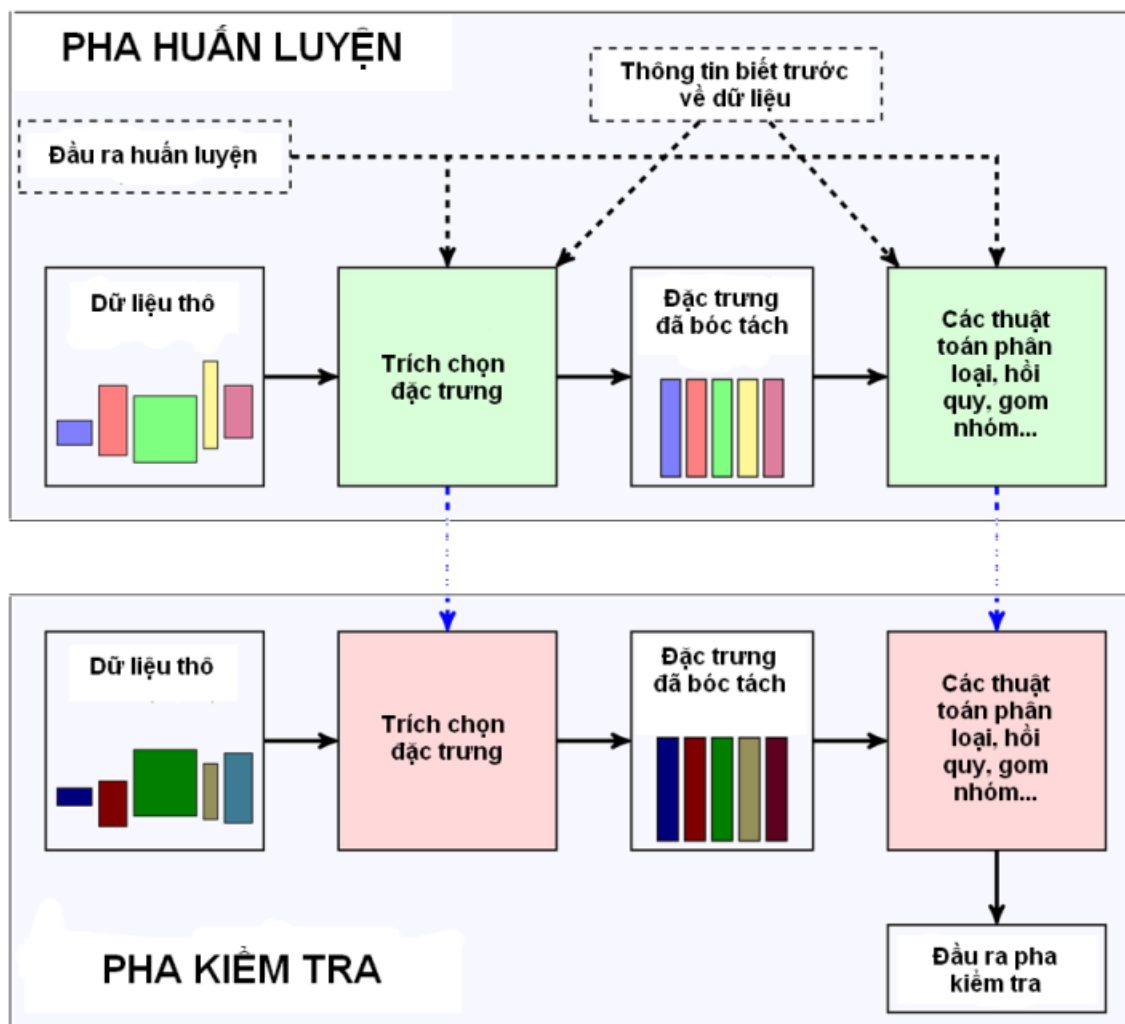 PHA HUẤN LUYỆN
Thông tin biết trước
về dữ liệu
Đầu ra huấn luyện
Dữ liệu thô
Trích chọn
đặc trưng
Đặc trưng
đã bóc tách
Các thuật
toán phân
loại, hồi
quy, gom
nhóm...
Dữ liệu thô
Trích chọn
đặc trưng
Đặc trưng
đã bóc tách
Các thuật
toán phân
loại, hồi
quy, gom
nhóm...
PHA KIỂM TRA
Đầu ra pha
kiểm tra